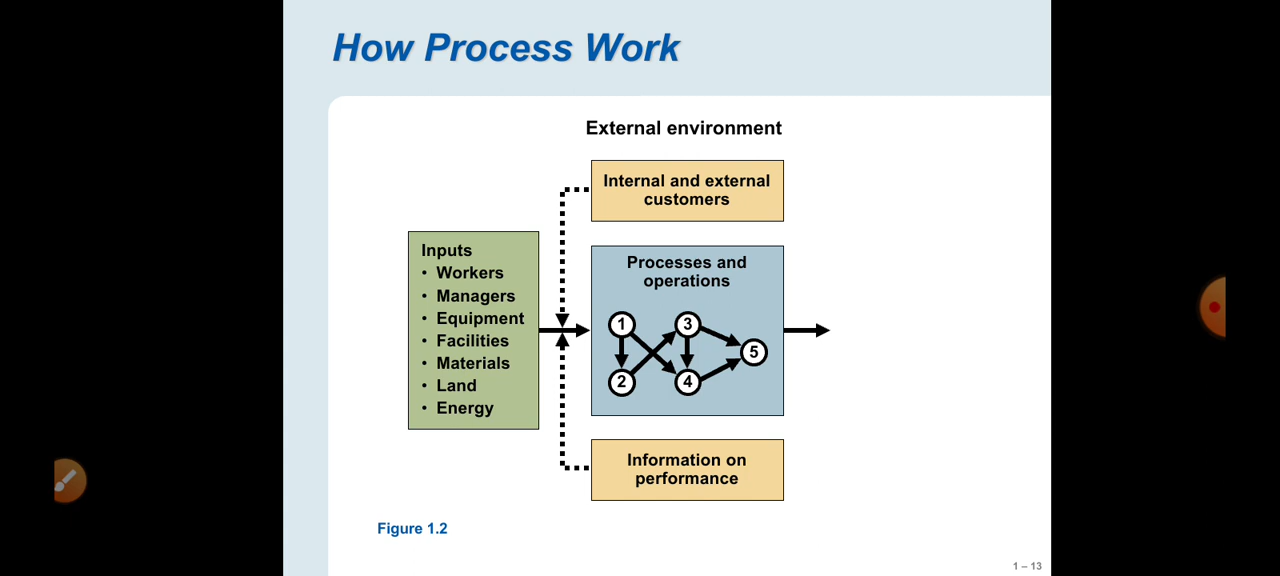 How Process Work
External environment
Internal and external
customers
Inputs
• Workers
• Managers
• Equipment
• Facilities
• Materials
• Land
• Energy
Processes and
operations
1
3
5
2
4
Information on
performance
Figure 1.2
1 – 13